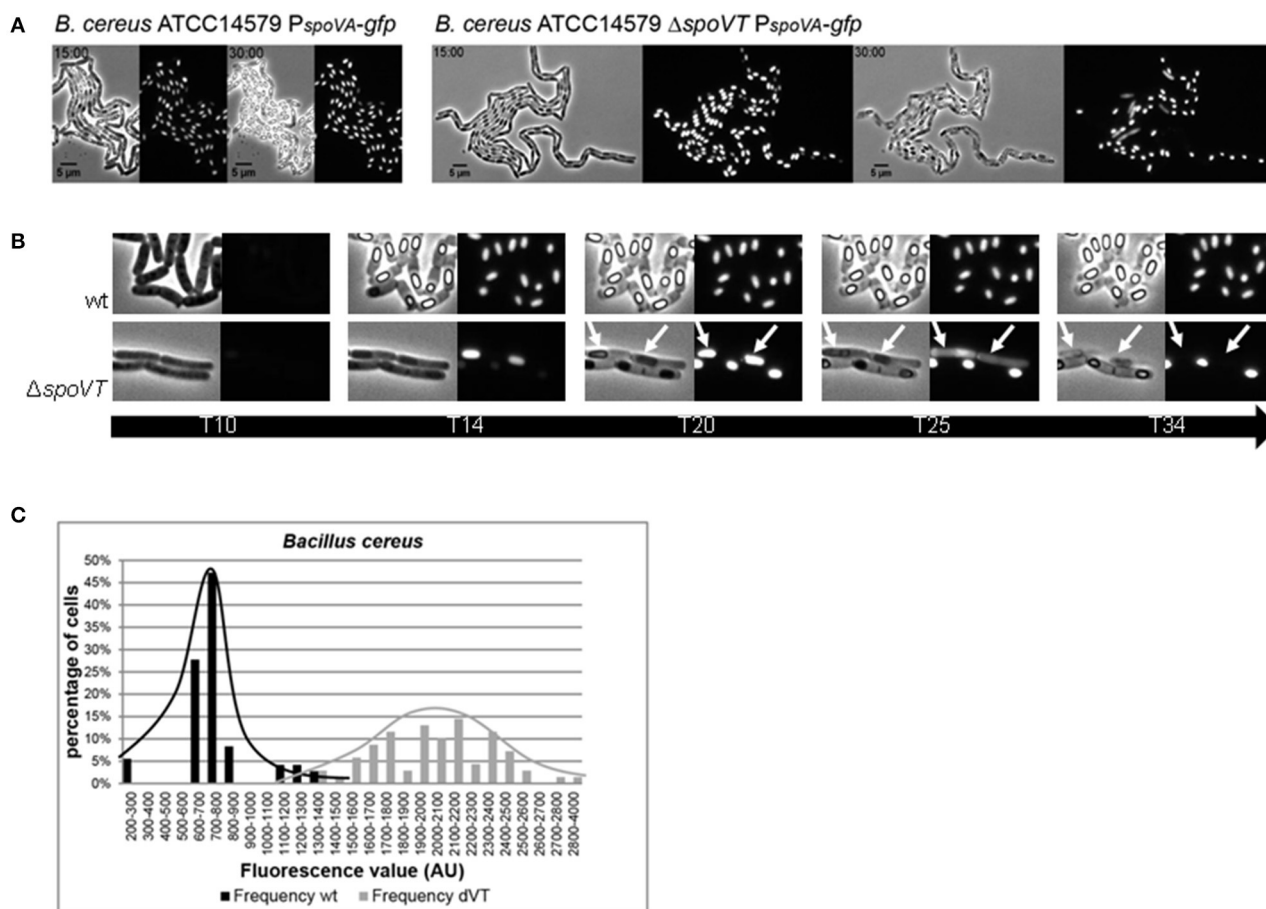 A
B. cereus ATCC14579 PspoVA-gfp
B. cereus ATCC14579 ΔspoVT PspoVA-gfp
15:00
30:00
15:00
30:00
5 µm
5 µm
5 µm
5 µm
B
wt
ΔspoVT
T10
T14
T20
T25
T34
C
Bacillus cereus
percentage of cells
50%
45%
40%
35%
30%
25%
20%
15%
10%
5%
0%
200-300
300-400
400-500
500-600
600-700
700-800
800-900
900-1000
1000-1100
1100-1200
1200-1300
1300-1400
1400-1500
1500-1600
1600-1700
1700-1800
1800-1900
1900-2000
2000-2100
2100-2200
2200-2300
2300-2400
2400-2500
2500-2600
2600-2700
2700-2800
2800-4000
Fluorescence value (AU)
Frequency wt
Frequency dVT